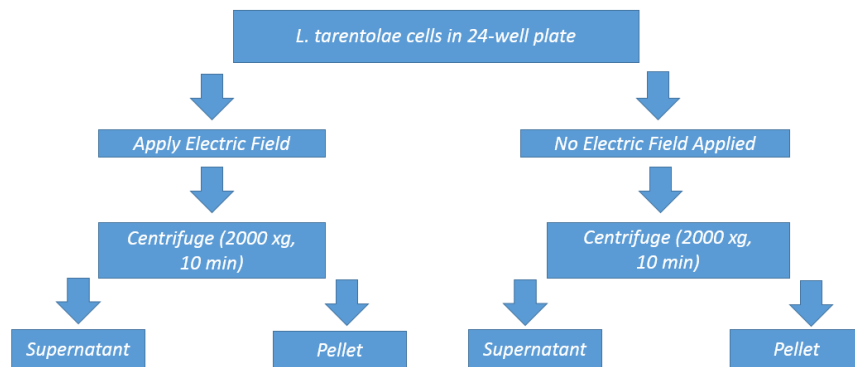 L. tarentolae cells in 24-well plate
Apply Electric Field
No Electric Field Applied
Centrifuge (2000 xg,
10 min)
Centrifuge (2000 xg,
10 min)
Supernatant
Pellet
Supernatant
Pellet